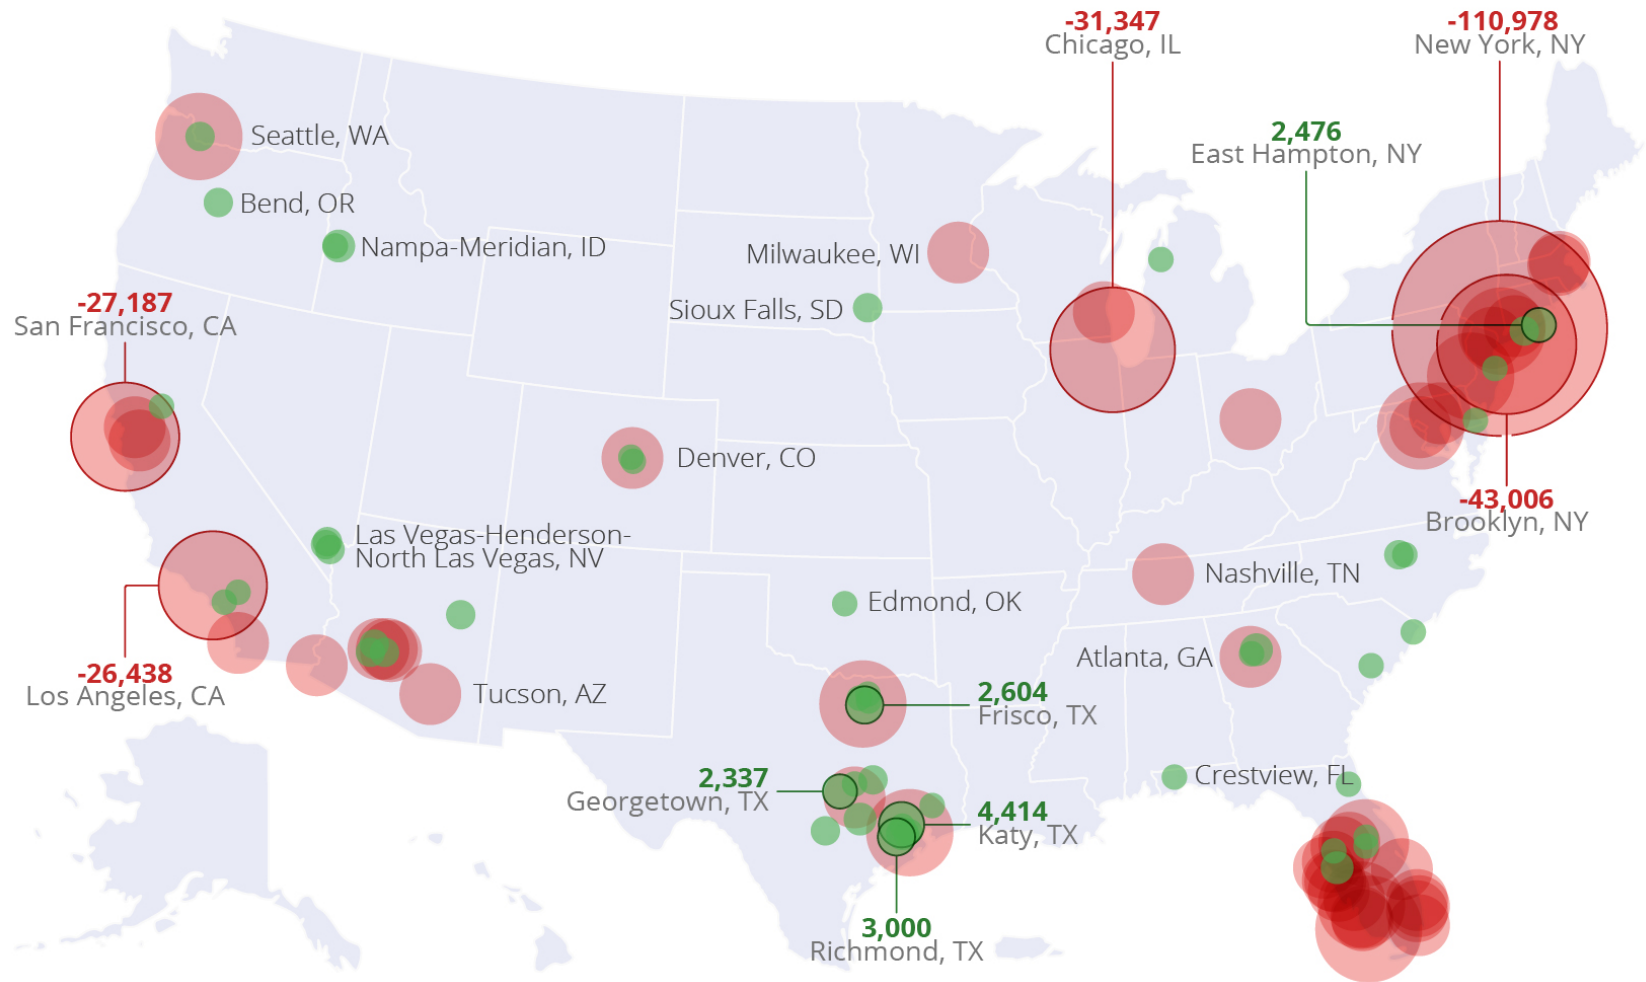 -31,347
Chicago, IL
-110,978
New York, NY
2,476
East Hampton, NY
Seattle, WA
Bend, OR
Nampa-Meridian, ID
Milwaukee, WI
Sioux Falls, SD
-27,187
San Francisco, CA
Denver, CO
-43,006
Brooklyn, NY
Las Vegas-Henderson-
North Las Vegas, NV
Nashville, TN
Edmond, OK
Atlanta, GA
-26,438
Los Angeles, CA
Tucson, AZ
2,604
Frisco, TX
2,337
Georgetown, TX
Crestview, FL
4,414
Katy, TX
3,000
Richmond, TX